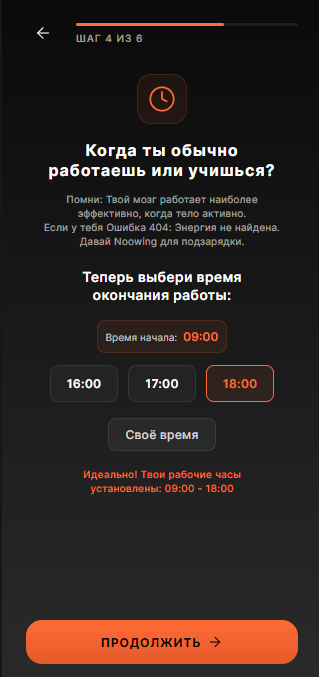 ШАГ 4 ИЗ 6
Когда ты обычно
работаешь или учишься?
Помни: Твой мозг работает наиболее
эффективно, когда тело активно.
Если у тебя Ошибка 404: Энергия не найдена.
Давай Noowing для подзарядки.
Теперь выбери время
окончания работы:
Время начала: 09:00
16:00 17:00 18:00
Своё время
Идеально! Твои рабочие часы
установлены: 09:00 - 18:00
ПРОДОЛЖИТЬ →